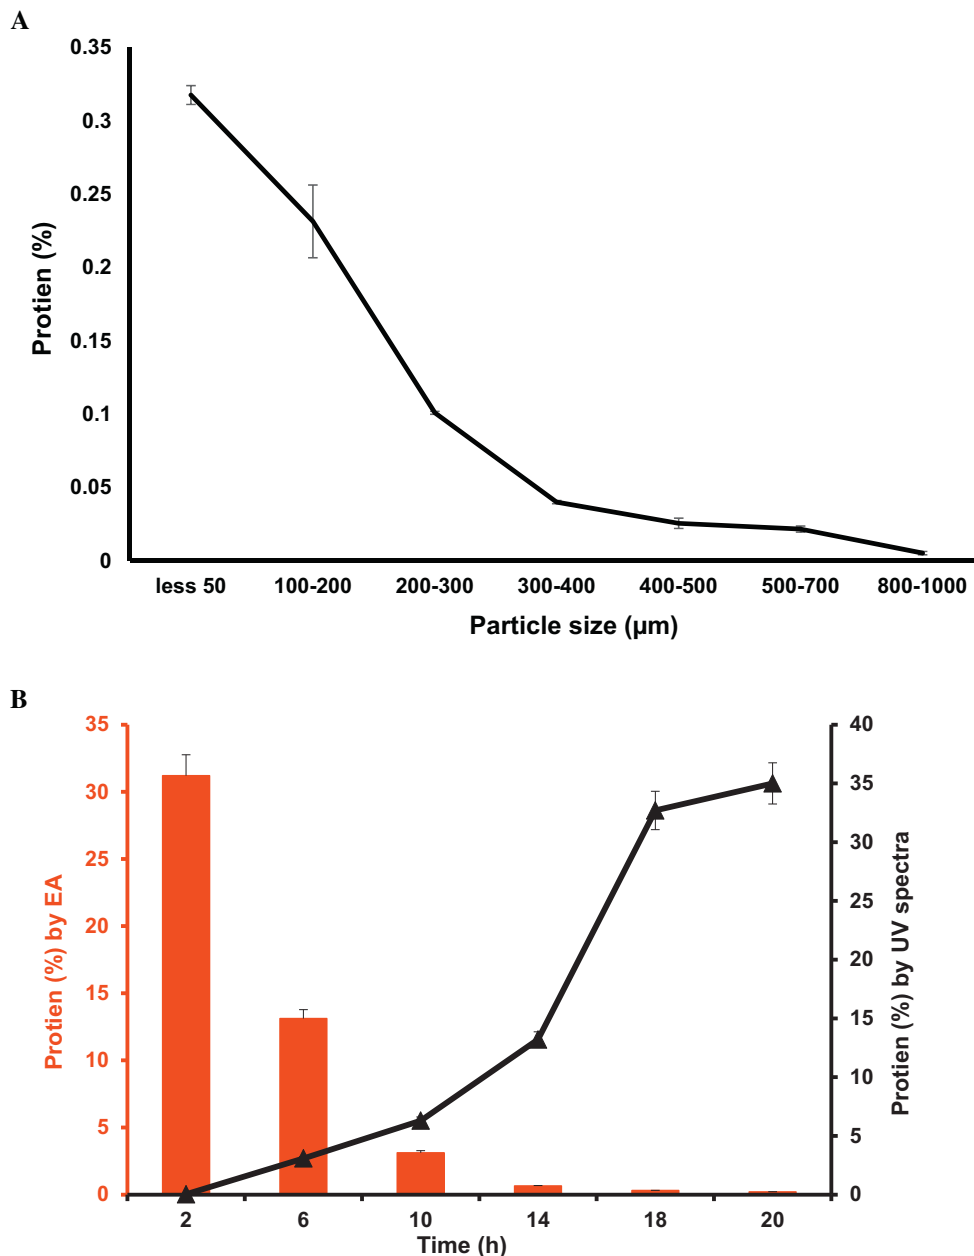 A
0.35
0.3
0.25
0.2
0.15
0.1
0.05
0
Protien (%)
less 50 100-200 200-300 300-400 400-500 500-700 800-1000
Particle size (µm)
B
35
30
25
20
15
10
5
0
Protien (%) by EA
40
35
30
25
20
15
10
5
0
Protien (%) by UV spectra
2 6 10 14 18 20
Time (h)